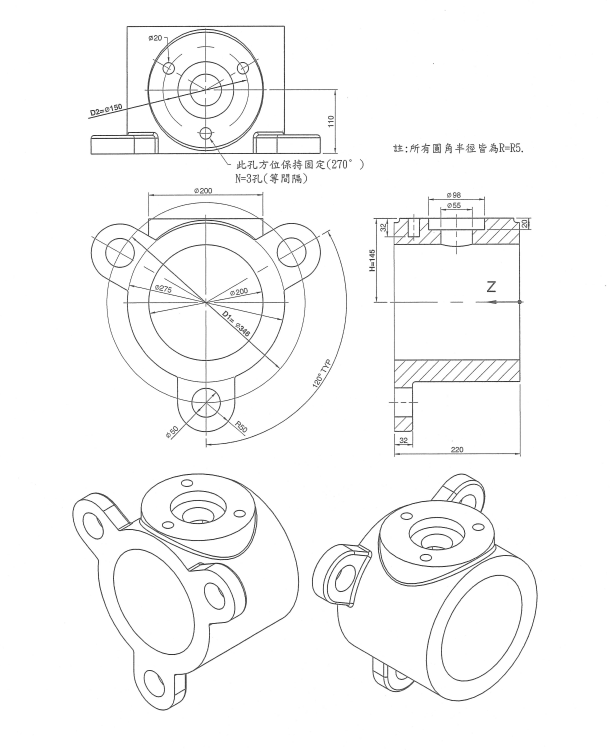 ø20
D2=ø150
110
此孔方位保持固定(270°)
N=3孔(等間隔)
註:所有圓角半徑皆為R=R5.
ø200
ø275
ø200
D1= ø346
120° TYP
ø50
R50
ø98
ø55
32
20
H=145
Z
32
220